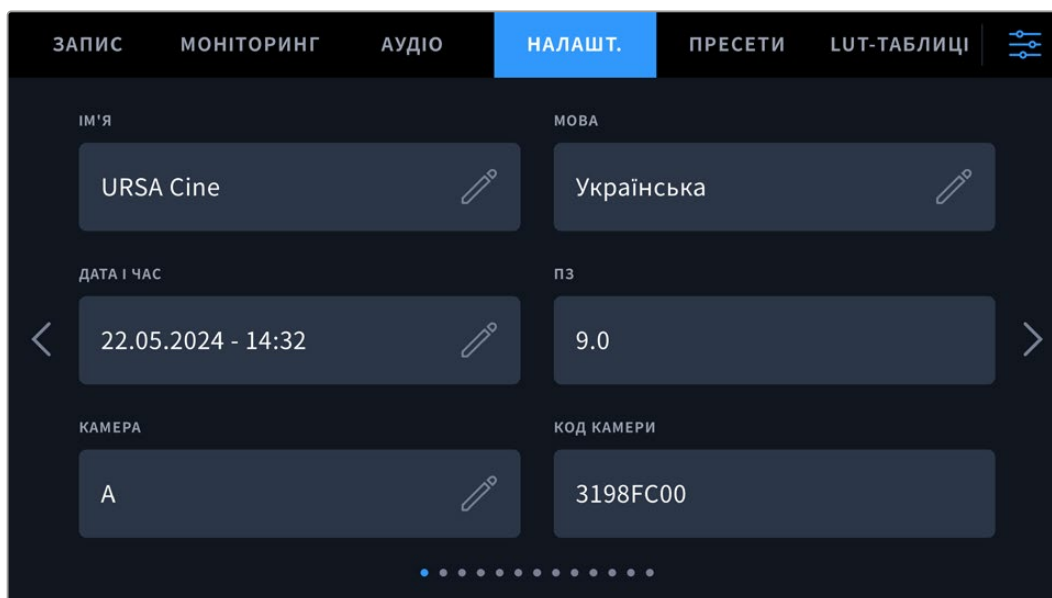 ЗАПИС МОНІТОРИНГ АУДІО НАЛАШТ. ПРЕСЕТИ LUT-ТАБЛИЦІ
ІМ'Я МОВА
URSA Cine Українська
ДАТА І ЧАС ПЗ
22.05.2024 - 14:32 9.0
КАМЕРА КОД КАМЕРИ
A 3198FC00